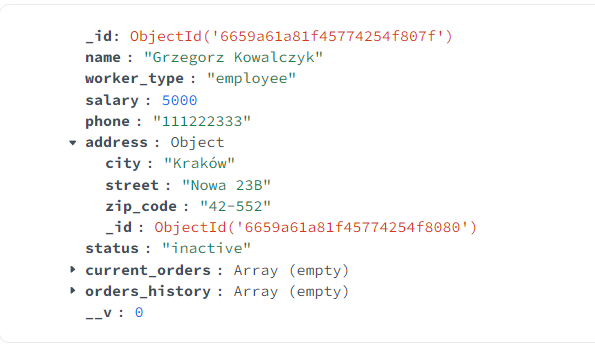 _id: ObjectId('6659a61a81f45774254f807f')
name : "Grzegorz Kowalczyk"
worker_type : "employee"
salary : 5000
phone : "111222333"
address : Object
city : "Kraków"
street : "Nowa 23B"
zip_code : "42-552"
_id : ObjectId('6659a61a81f45774254f8080')
status : "inactive"
current_orders : Array (empty)
orders_history : Array (empty)
__v : 0